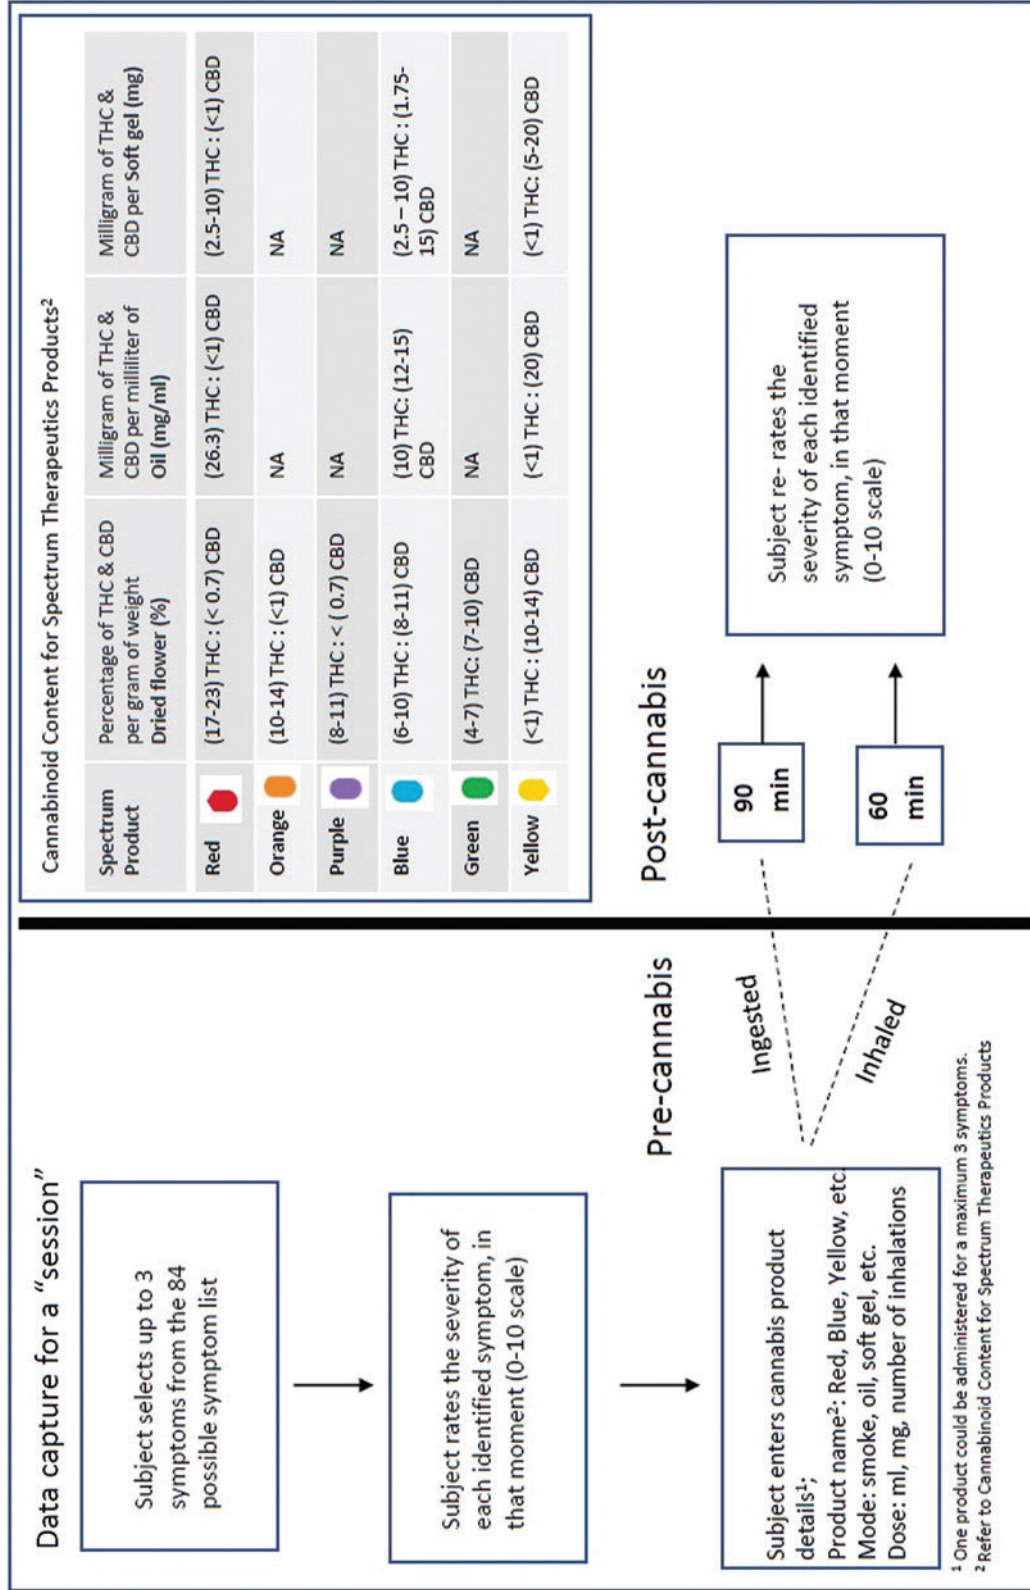 Data capture for a “session”
Subject selects up to 3
symptoms from the 84
possible symptom list
Subject rates the severity of
each identified symptom, in
that moment (0-10 scale)
Subject enters cannabis product
details¹;
Product name²: Red, Blue, Yellow, etc.
Mode: smoke, oil, soft gel, etc.
Dose: ml, mg, number of inhalations
Pre-cannabis
Ingested
Inhaled
¹ One product could be administered for a maximum 3 symptoms.
² Refer to Cannabinoid Content for Spectrum Therapeutics Products
Cannabinoid Content for Spectrum Therapeutics Products²
Spectrum
Product
Percentage of THC & CBD
per gram of weight
Dried flower (%)
Milligram of THC &
CBD per milliliter of
Oil (mg/ml)
Milligram of THC &
CBD per Soft gel (mg)
Red
(17-23) THC : (< 0.7) CBD
(26.3) THC : (<1) CBD
(2.5-10) THC : (<1) CBD
Orange
(10-14) THC : (<1) CBD
NA
NA
Purple
(8-11) THC : < ( 0.7) CBD
NA
NA
Blue
(6-10) THC : (8-11) CBD
(10) THC: (12-15)
CBD
(2.5 – 10) THC : (1.75-
15) CBD
Green
(4-7) THC: (7-10) CBD
NA
NA
Yellow
(<1) THC : (10-14) CBD
(<1) THC : (20) CBD
(<1) THC: (5-20) CBD
Post-cannabis
90
min
60
min
Subject re- rates the
severity of each identified
symptom, in that moment
(0-10 scale)